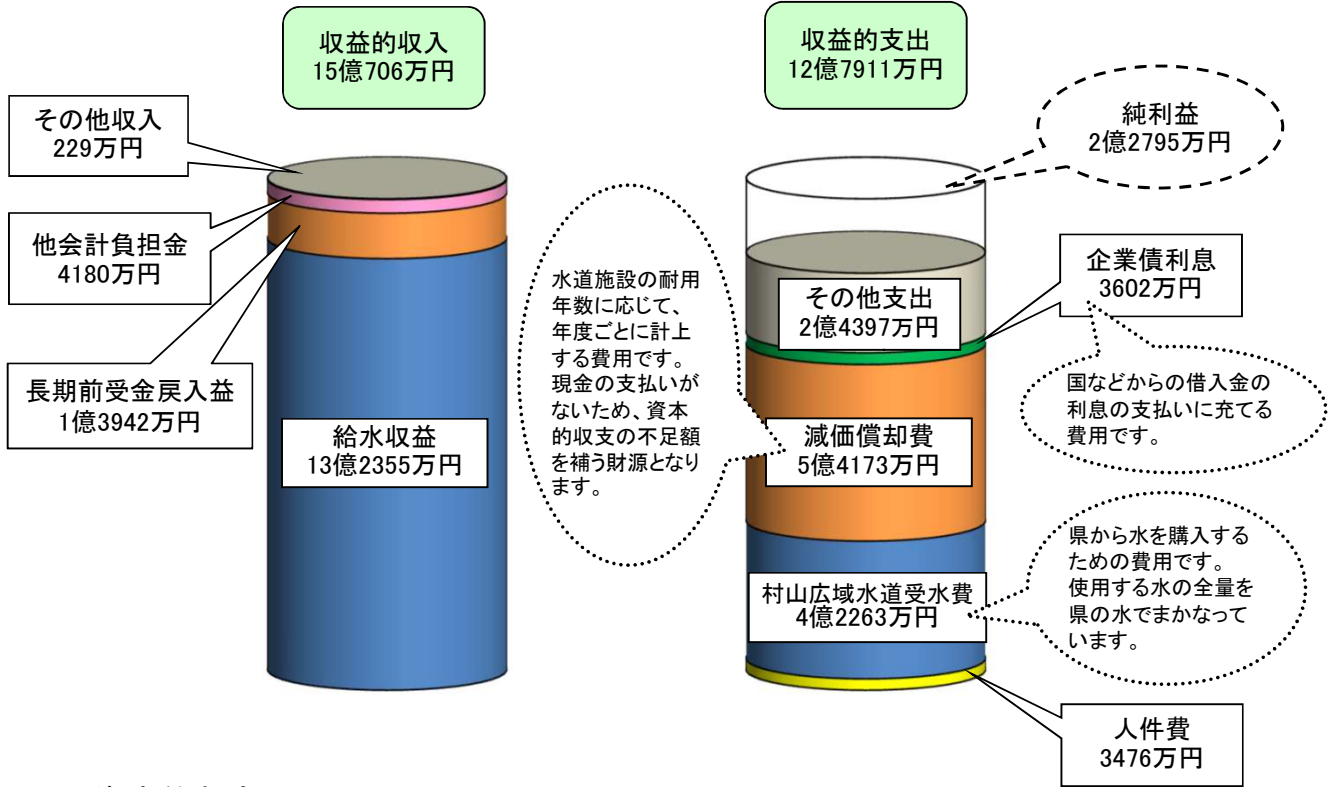 収益的収入
15億706万円
収益的支出
12億7911万円
純利益
2億2795万円
その他収入
229万円
他会計負担金
4180万円
長期前受金戻入益
1億3942万円
給水収益
13億2355万円
水道施設の耐用
年数に応じて、
年度ごとに計上
する費用です。
現金の支払いが
ないため、資本
的収支の不足額
を補う財源となり
ます。
その他支出
2億4397万円
企業債利息
3602万円
国などからの借入金の
利息の支払いに充てる
費用です。
減価償却費
5億4173万円
村山広域水道受水費
4億2263万円
県から水を購入する
ための費用です。
使用する水の全量を
県の水でまかなって
います。
人件費
3476万円